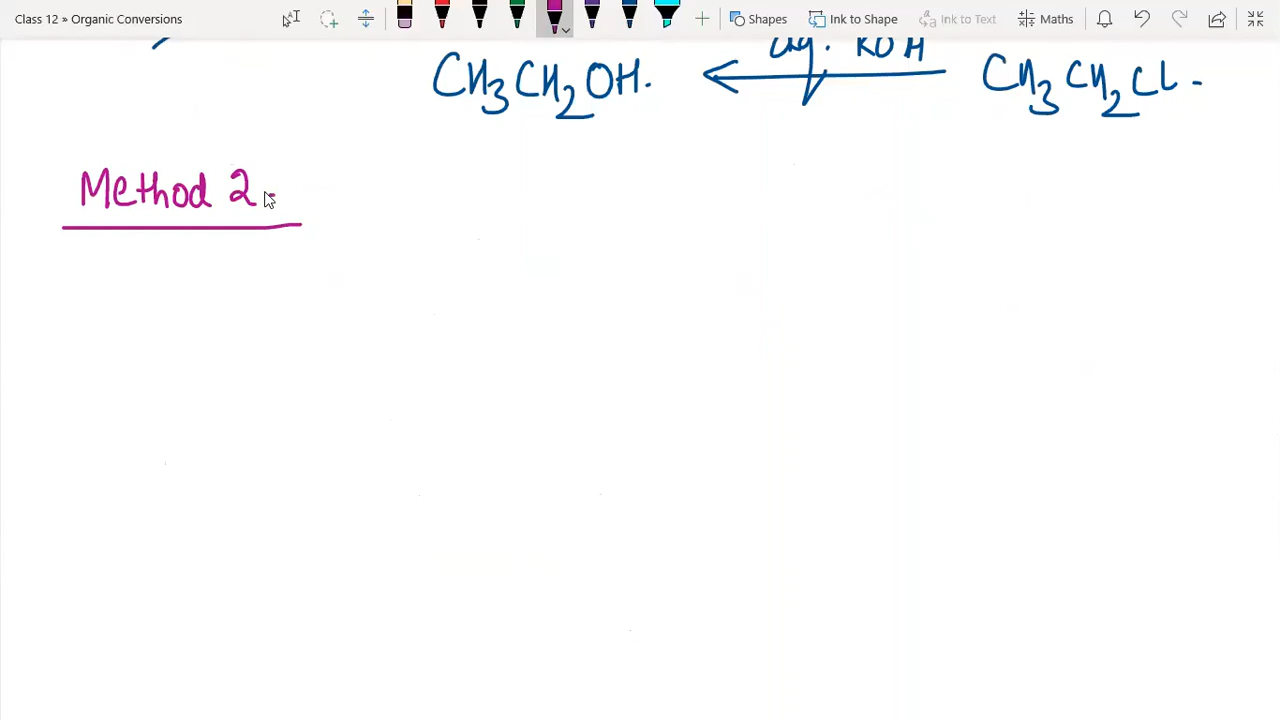 Class 12 » Organic Conversions Shapes Ink to Shape Ink to Text Maths
aq. KOH
CH3CH2OH. ← CH3CH2Cl -
Method 2-